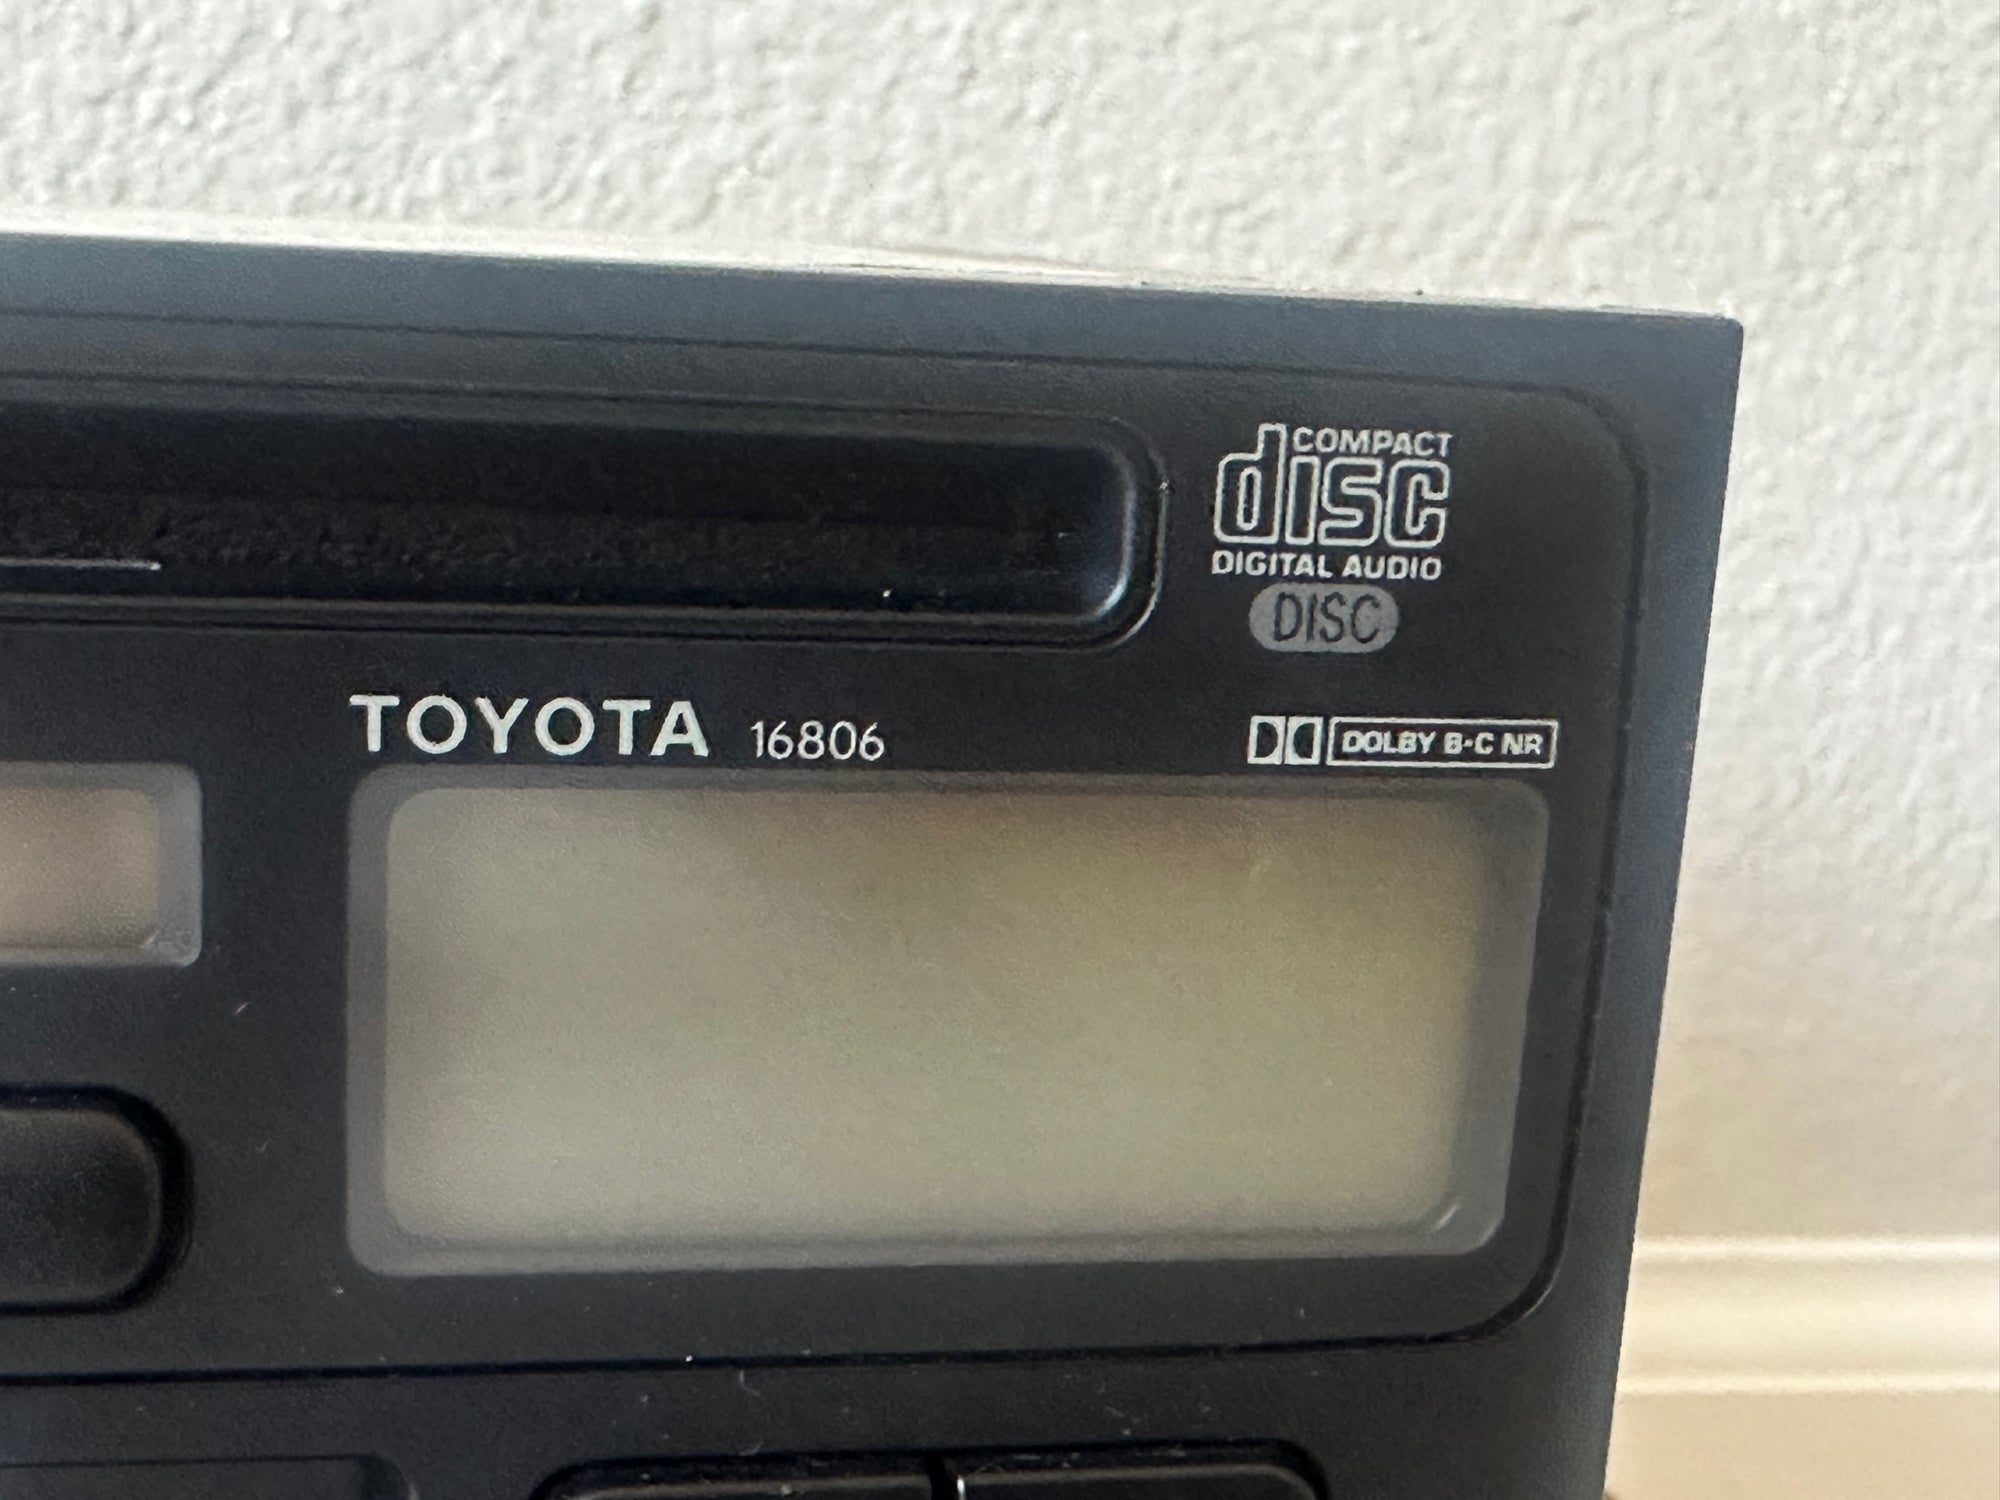 COMPACT
disc
DIGITAL AUDIO
DISC
TOYOTA 16806
DOLBY B·C NR